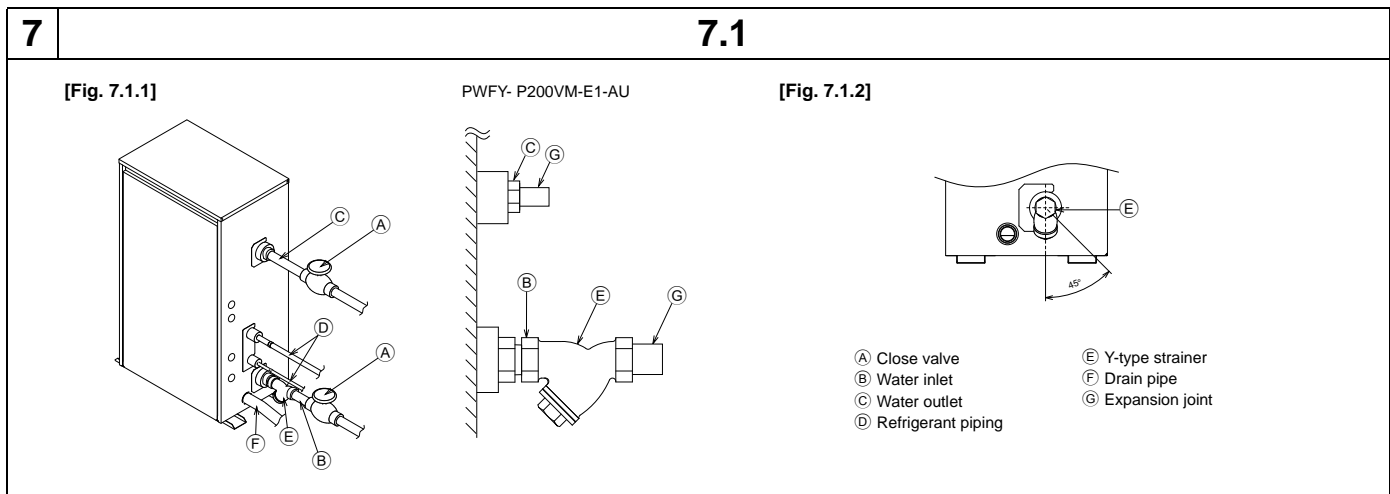 7
7.1
[Fig. 7.1.1]
PWFY- P200VM-E1-AU
[Fig. 7.1.2]
C
A
D
A
F
E
B
C
G
B
E
G
E
45°
Ⓐ Close valve
Ⓑ Water inlet
Ⓒ Water outlet
Ⓓ Refrigerant piping
Ⓔ Y-type strainer
Ⓕ Drain pipe
Ⓖ Expansion joint